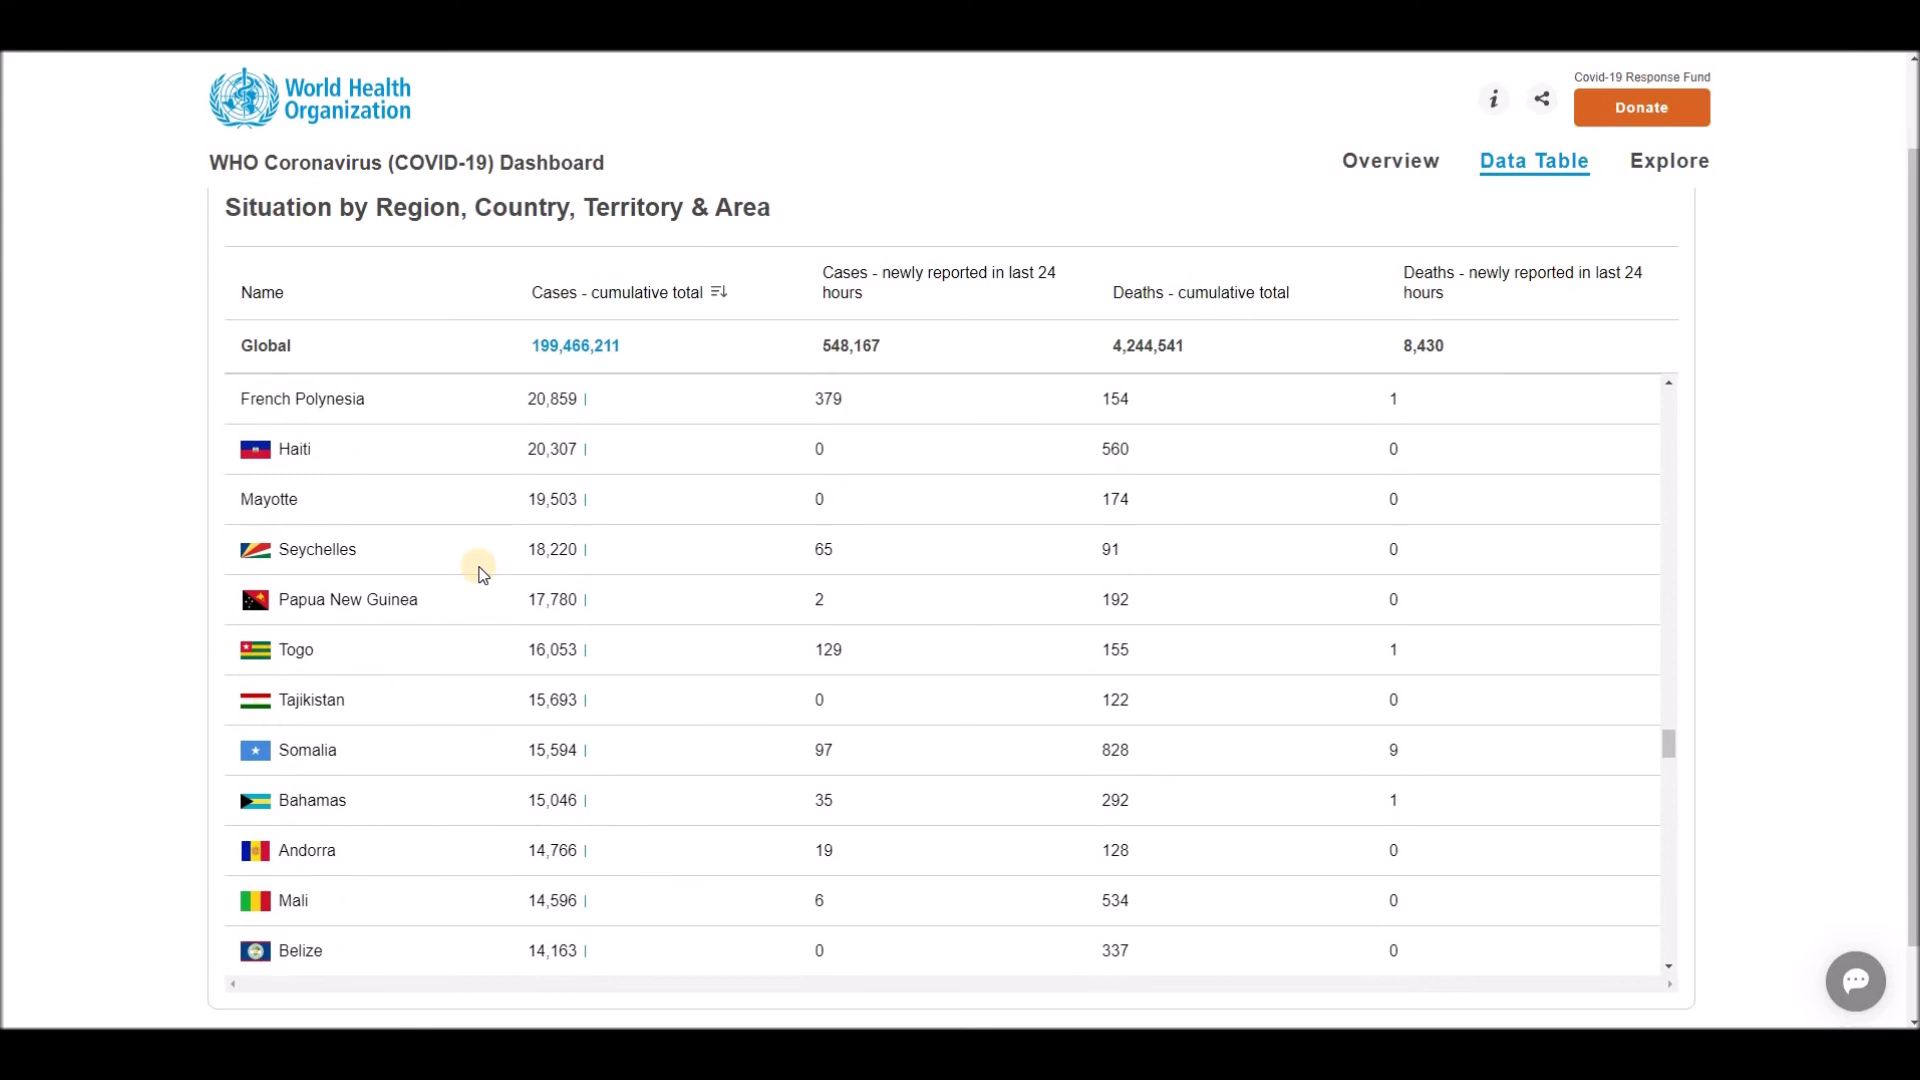 World Health
Organization
Covid-19 Response Fund
Donate
WHO Coronavirus (COVID-19) Dashboard
Overview Data Table Explore
Situation by Region, Country, Territory & Area
Name Cases - cumulative total Cases - newly reported in last 24 hours Deaths - cumulative total Deaths - newly reported in last 24 hours
Global 199,466,211 548,167 4,244,541 8,430
French Polynesia 20,859 379 154 1
Haiti 20,307 0 560 0
Mayotte 19,503 0 174 0
Seychelles 18,220 65 91 0
Papua New Guinea 17,780 2 192 0
Togo 16,053 129 155 1
Tajikistan 15,693 0 122 0
Somalia 15,594 97 828 9
Bahamas 15,046 35 292 1
Andorra 14,766 19 128 0
Mali 14,596 6 534 0
Belize 14,163 0 337 0